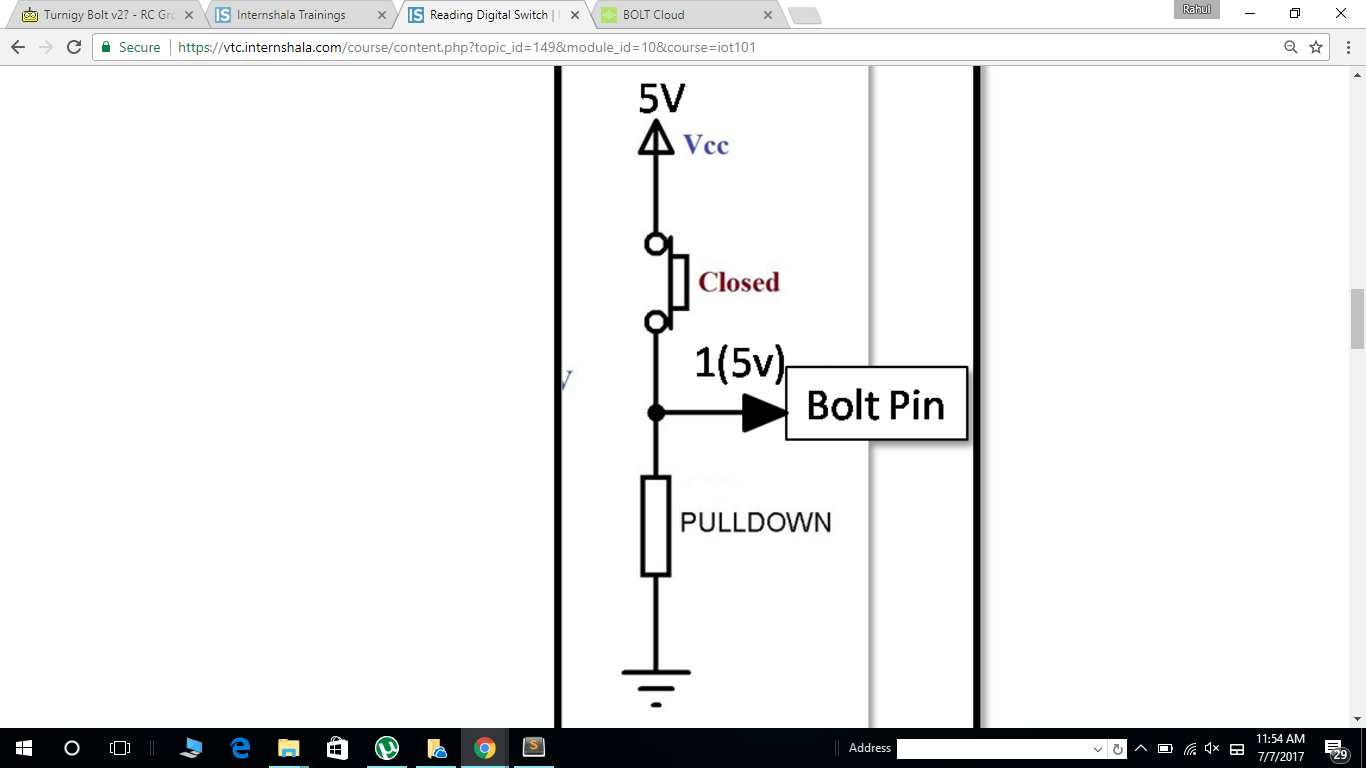 Rahul
Turnigy Bolt v2? - RC Gr
Internshala Trainings
Reading Digital Switch |
BOLT Cloud
Secure
https://vtc.internshala.com/course/content.php?topic_id=149&module_id=10&course=iot101
5V
Vcc
Closed
1(5v)
Bolt Pin
PULLDOWN
Address
11:54 AM
7/7/2017
29